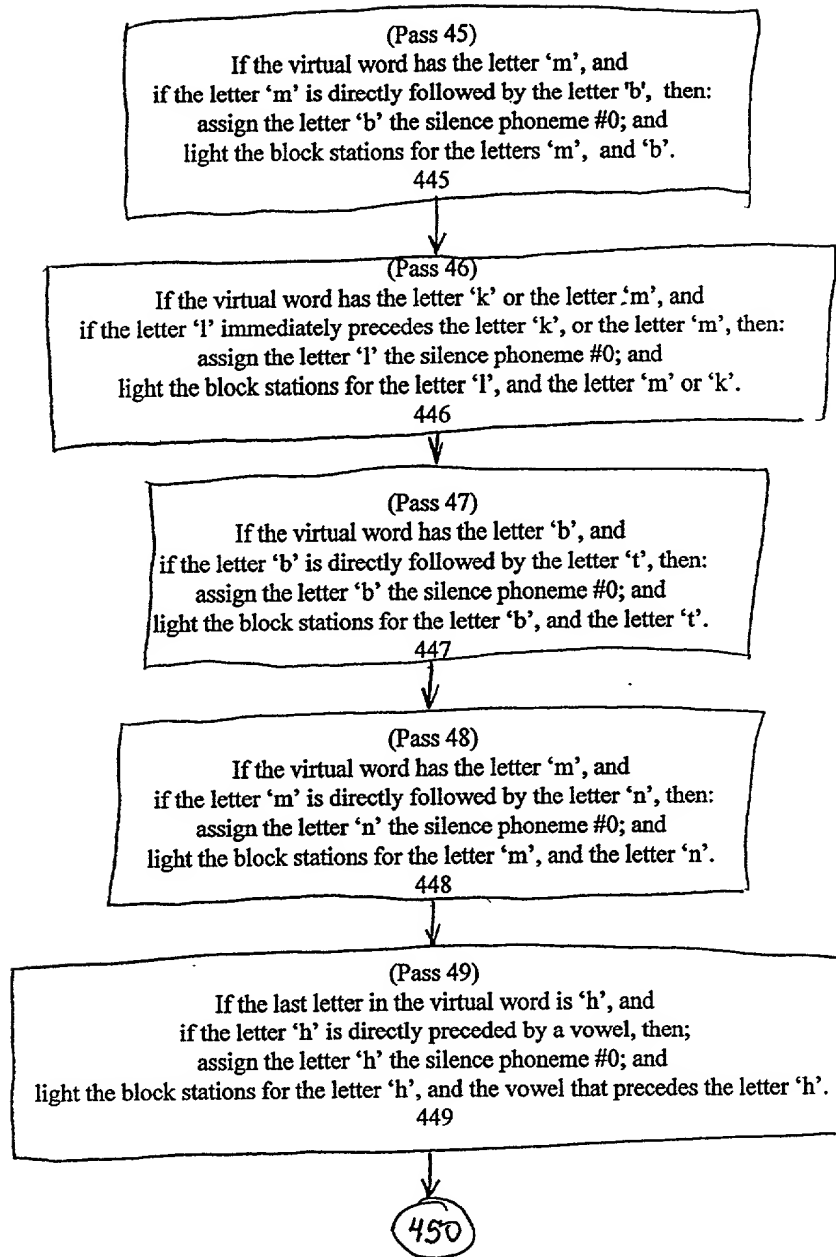 (Pass 45)
If the virtual word has the letter ‘m’, and
if the letter ‘m’ is directly followed by the letter 'b', then:
assign the letter ‘b’ the silence phoneme #0; and
light the block stations for the letters ‘m’, and ‘b’.
445
(Pass 46)
If the virtual word has the letter ‘k’ or the letter ‘m’, and
if the letter ‘l’ immediately precedes the letter ‘k’, or the letter ‘m’, then:
assign the letter ‘l’ the silence phoneme #0; and
light the block stations for the letter ‘l’, and the letter ‘m’ or ‘k’.
446
(Pass 47)
If the virtual word has the letter ‘b’, and
if the letter ‘b’ is directly followed by the letter ‘t’, then:
assign the letter ‘b’ the silence phoneme #0; and
light the block stations for the letter ‘b’, and the letter ‘t’.
447
(Pass 48)
If the virtual word has the letter ‘m’, and
if the letter ‘m’ is directly followed by the letter ‘n’, then:
assign the letter ‘n’ the silence phoneme #0; and
light the block stations for the letter ‘m’, and the letter ‘n’.
448
(Pass 49)
If the last letter in the virtual word is ‘h’, and
if the letter ‘h’ is directly preceded by a vowel, then;
assign the letter ‘h’ the silence phoneme #0; and
light the block stations for the letter ‘h’, and the vowel that precedes the letter ‘h’.
449
450